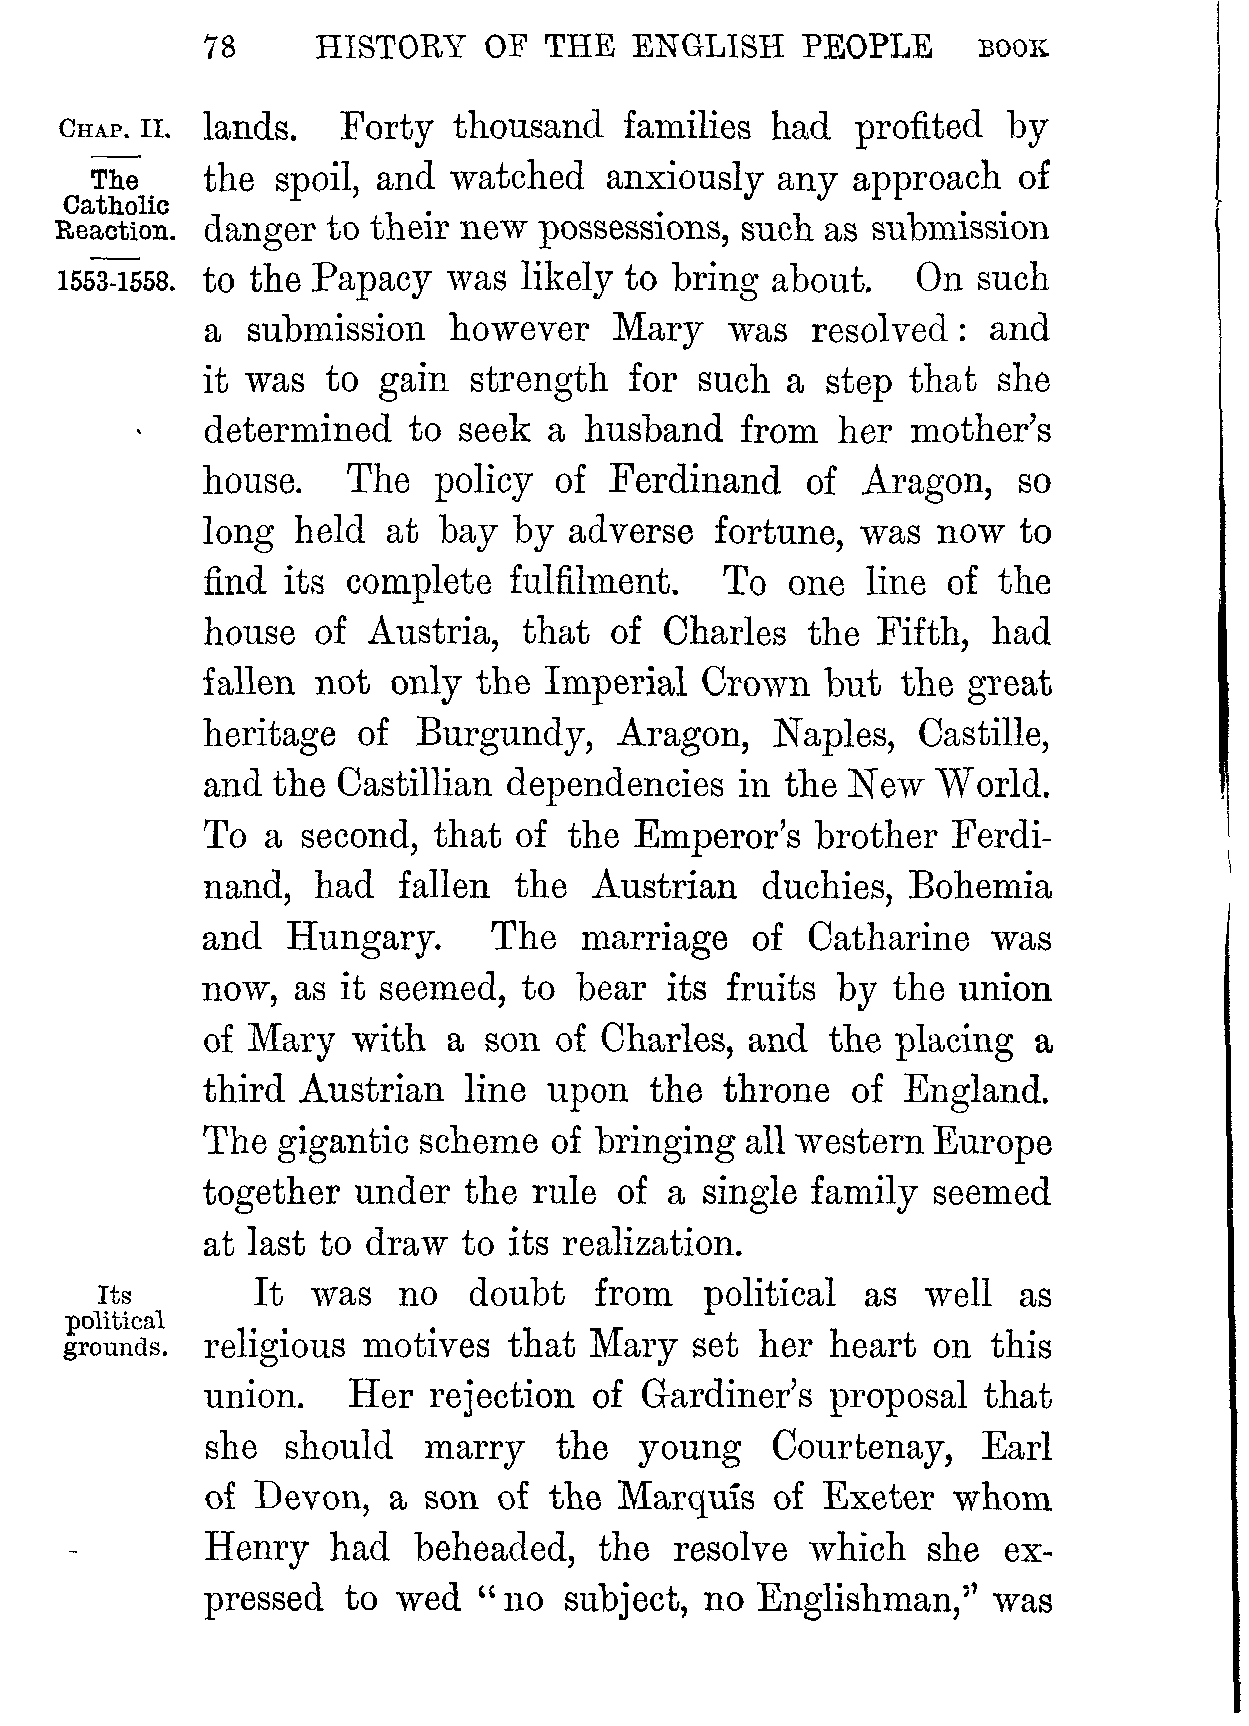 78 HISTORY OF THE ENGLISH PEOPLE BOOK
CHAP. II.
The
Catholic
Reaction.
1553-1558.
lands. Forty thousand families had profited by
the spoil, and watched anxiously any approach of
danger to their new possessions, such as submission
to the Papacy was likely to bring about. On such
a submission however Mary was resolved : and
it was to gain strength for such a step that she
determined to seek a husband from her mother's
house. The policy of Ferdinand of Aragon, so
long held at bay by adverse fortune, was now to
find its complete fulfilment. To one line of the
house of Austria, that of Charles the Fifth, had
fallen not only the Imperial Crown but the great
heritage of Burgundy, Aragon, Naples, Castille,
and the Castillian dependencies in the New World.
To a second, that of the Emperor's brother Ferdi-
nand, had fallen the Austrian duchies, Bohemia
and Hungary. The marriage of Catharine was
now, as it seemed, to bear its fruits by the union
of Mary with a son of Charles, and the placing a
third Austrian line upon the throne of England.
The gigantic scheme of bringing all western Europe
together under the rule of a single family seemed
at last to draw to its realization.
Its
political
grounds.
It was no doubt from political as well as
religious motives that Mary set her heart on this
union. Her rejection of Gardiner's proposal that
she should marry the young Courtenay, Earl
of Devon, a son of the Marquis of Exeter whom
Henry had beheaded, the resolve which she ex-
pressed to wed "no subject, no Englishman," was